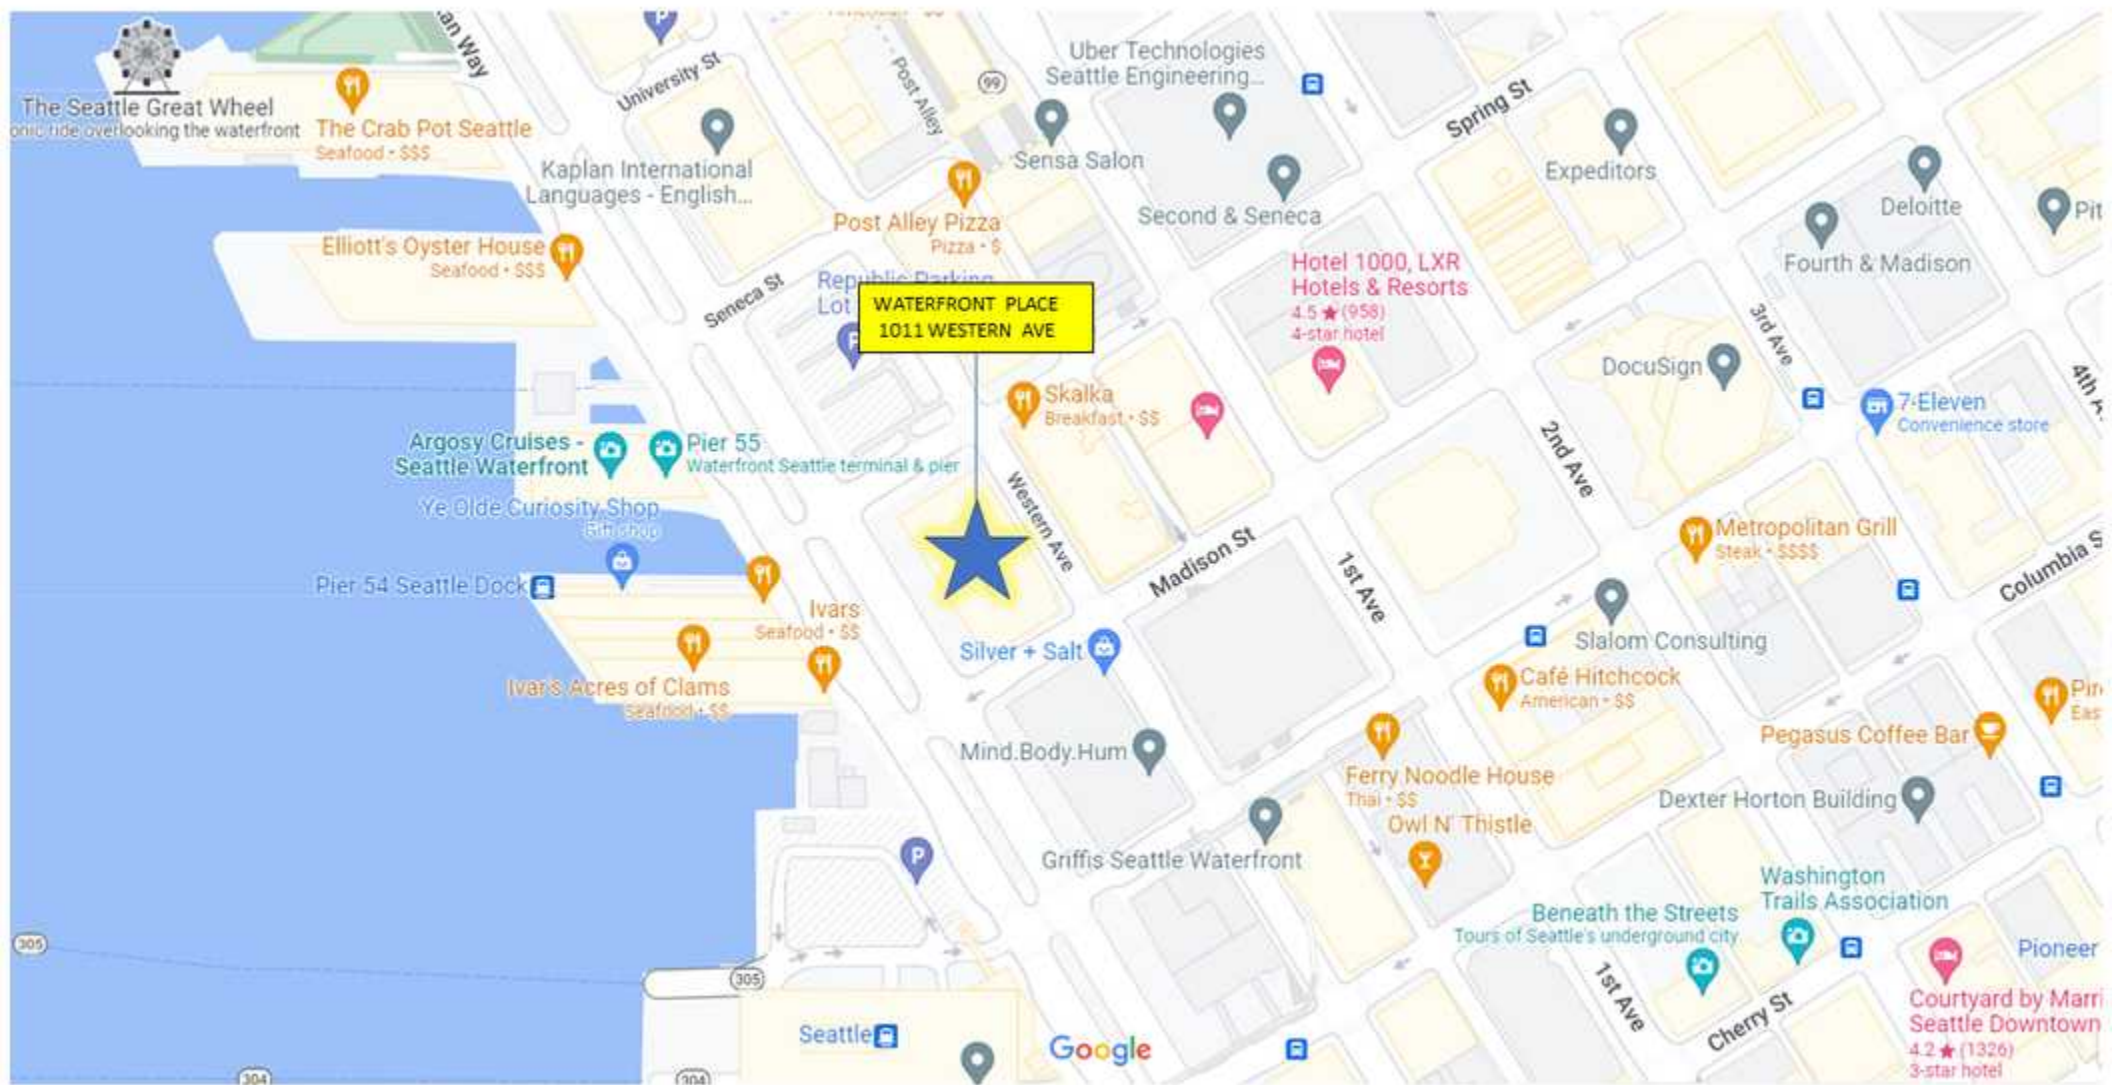 an Way
University St
Post Alley
99
Uber Technologies
Seattle Engineering...
Spring St
The Seattle Great Wheel
onic ride overlooking the waterfront
The Crab Pot Seattle
Seafood • $$$
Kaplan International
Languages - English...
Sensa Salon
Expeditors
Second & Seneca
Deloitte
Pit
Post Alley Pizza
Pizza • $
Elliott's Oyster House
Seafood • $$$
Fourth & Madison
Hotel 1000, LXR
Hotels & Resorts
4.5 ★ (958)
4-star hotel
Republic Parking
Lot
P
Seneca St
WATERFRONT PLACE
1011 WESTERN AVE
3rd Ave
DocuSign
4th A
Skalka
Breakfast • $$
7-Eleven
Convenience store
2nd Ave
Argosy Cruises -
Seattle Waterfront
Pier 55
Waterfront Seattle terminal & pier
Ye Olde Curiosity Shop
Gift shop
Western Ave
Madison St
1st Ave
Metropolitan Grill
Steak • $$$$
Columbia S
Pier 54 Seattle Dock
Ivars
Seafood • $$
Silver + Salt
Slalom Consulting
Ivar's Acres of Clams
Seafood • $$
Café Hitchcock
American • $$
Pir
Eas
Pegasus Coffee Bar
Mind.Body.Hum
Ferry Noodle House
Thai • $$
Dexter Horton Building
Owl N' Thistle
P
Griffis Seattle Waterfront
Washington
Trails Association
Beneath the Streets
Tours of Seattle's underground city
305
305
Pioneer
1st Ave
Cherry St
Courtyard by Marri
Seattle Downtown
4.2 ★ (1326)
3-star hotel
Seattle
Google
304
304